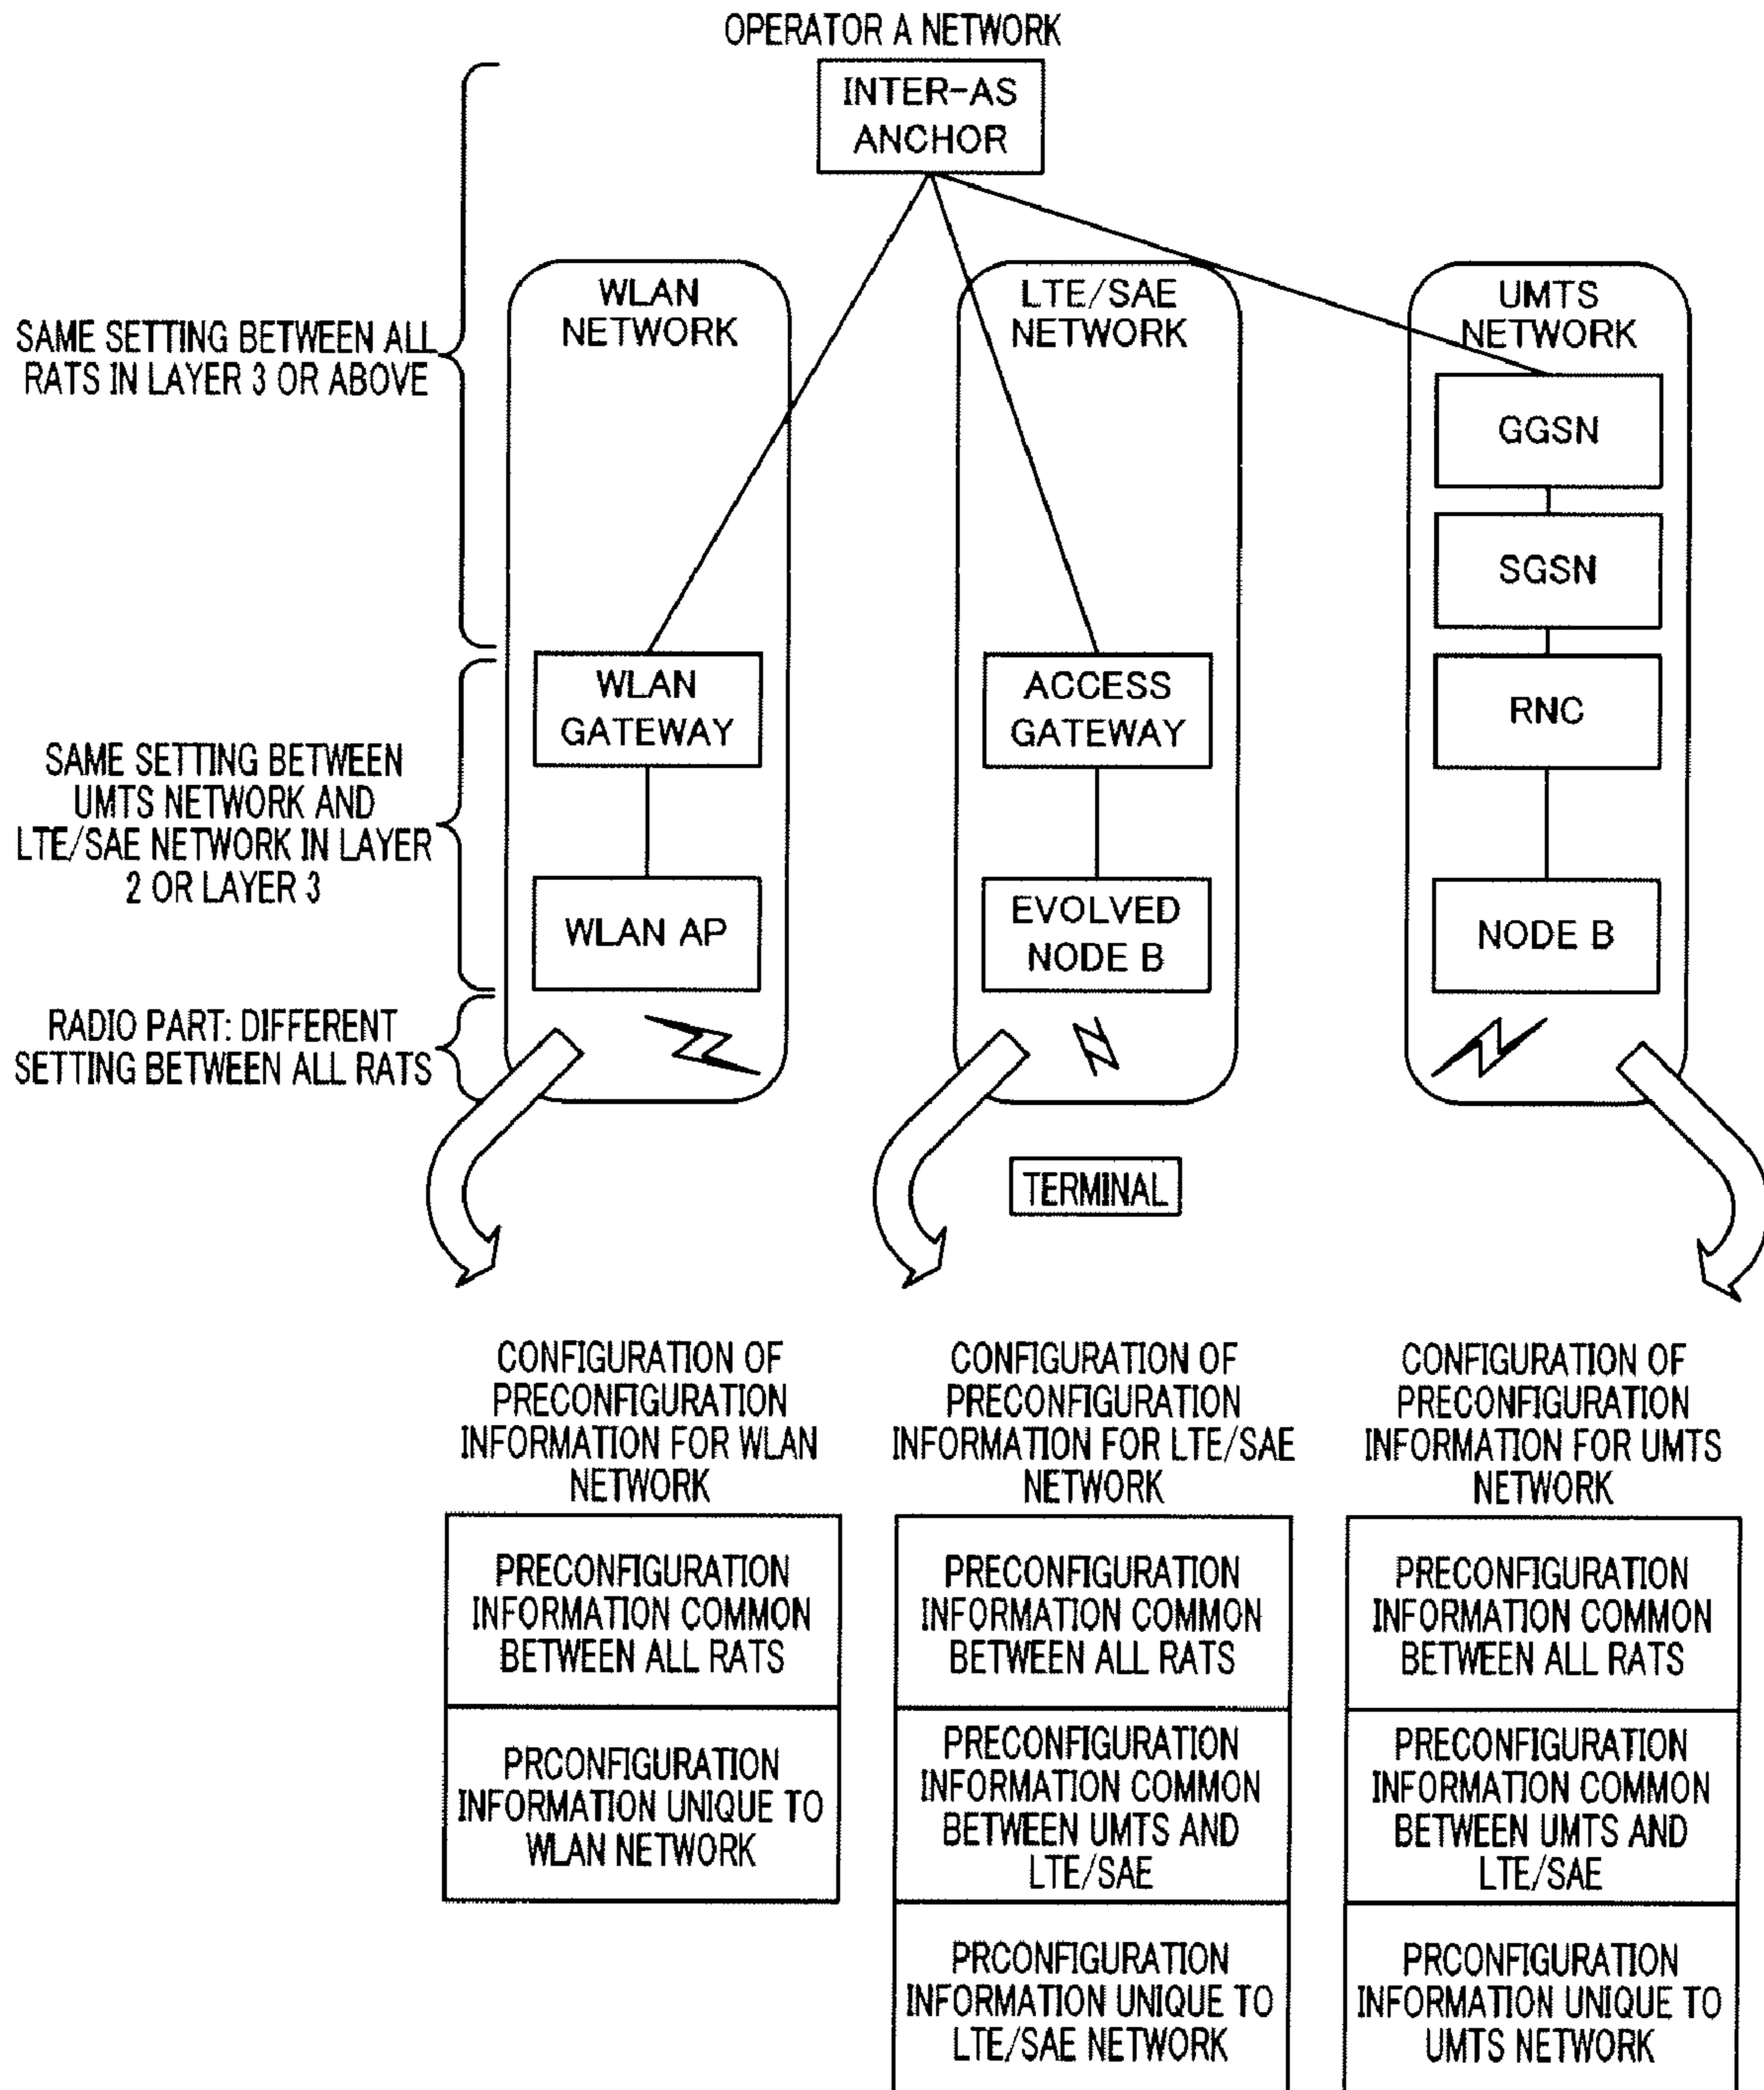 OPERATOR A NETWORK
INTER-AS
ANCHOR
WLAN
NETWORK
LTE/SAE
NETWORK
UMTS
NETWORK
SAME SETTING BETWEEN ALL
RATS IN LAYER 3 OR ABOVE
GGSN
SGSN
WLAN
GATEWAY
ACCESS
GATEWAY
RNC
SAME SETTING BETWEEN
UMTS NETWORK AND
LTE/SAE NETWORK IN LAYER
2 OR LAYER 3
WLAN AP
EVOLVED
NODE B
NODE B
RADIO PART: DIFFERENT
SETTING BETWEEN ALL RATS
TERMINAL
CONFIGURATION OF
PRECONFIGURATION
INFORMATION FOR WLAN
NETWORK
PRECONFIGURATION
INFORMATION COMMON
BETWEEN ALL RATS
PRCONFIGURATION
INFORMATION UNIQUE TO
WLAN NETWORK
CONFIGURATION OF
PRECONFIGURATION
INFORMATION FOR LTE/SAE
NETWORK
PRECONFIGURATION
INFORMATION COMMON
BETWEEN ALL RATS
PRECONFIGURATION
INFORMATION COMMON
BETWEEN UMTS AND
LTE/SAE
PRCONFIGURATION
INFORMATION UNIQUE TO
LTE/SAE NETWORK
CONFIGURATION OF
PRECONFIGURATION
INFORMATION FOR UMTS
NETWORK
PRECONFIGURATION
INFORMATION COMMON
BETWEEN ALL RATS
PRECONFIGURATION
INFORMATION COMMON
BETWEEN UMTS AND
LTE/SAE
PRCONFIGURATION
INFORMATION UNIQUE TO
UMTS NETWORK